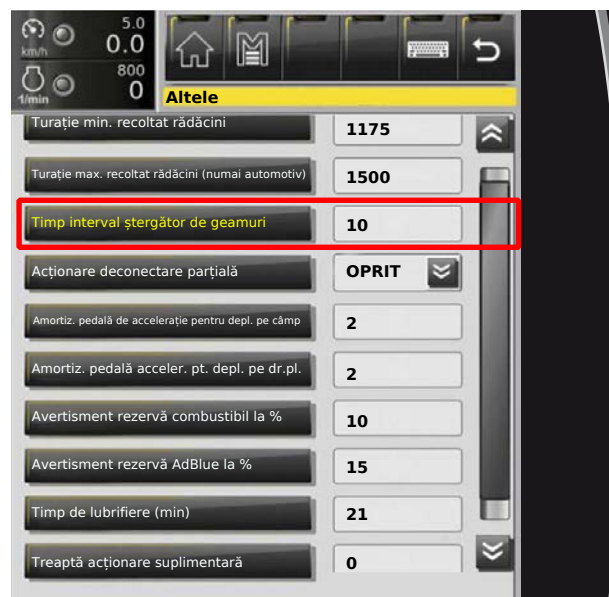 5.0
km/h
0.0
800
1/min
0
Altele
Turație min. recoltat rădăcini
1175
Turație max. recoltat rădăcini (numai automotiv)
1500
Timp interval ștergător de geamuri
10
Acționare deconectare parțială
OPRIT
Amortiz. pedală de accelerație pentru depl. pe câmp
2
Amortiz. pedală acceler. pt. depl. pe dr.pl.
2
Avertisment rezervă combustibil la %
10
Avertisment rezervă AdBlue la %
15
Timp de lubrifiere (min)
21
Treaptă acționare suplimentară
0